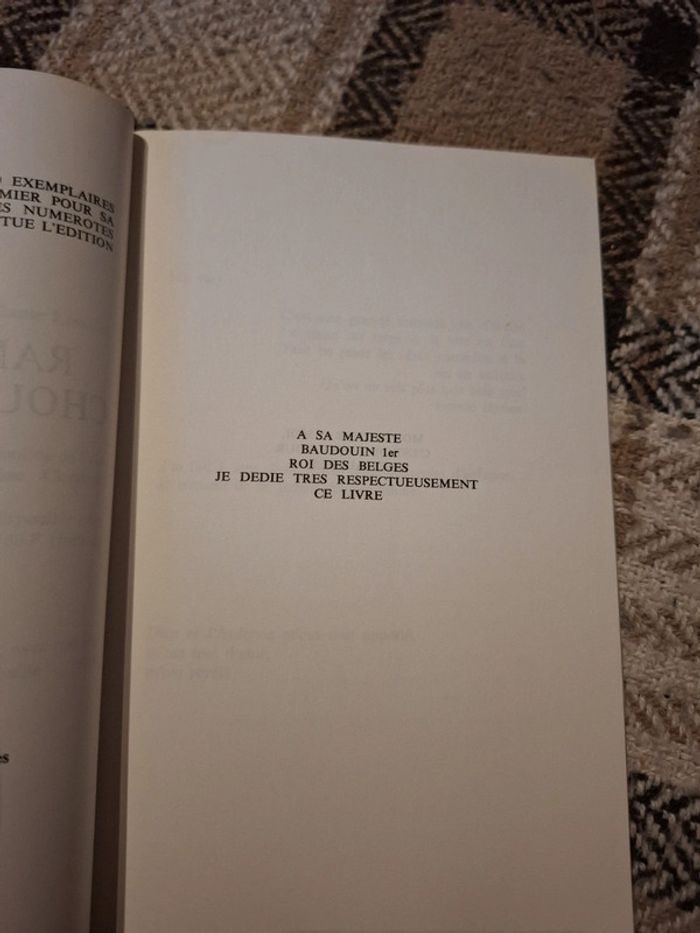 EXEMPLAIRES
MIER POUR SA
ES NUMEROTES
TUE L'EDITION
A SA MAJESTE
BAUDOUIN 1er
ROI DES BELGES
JE DEDIE TRES RESPECTUEUSEMENT
CE LIVRE